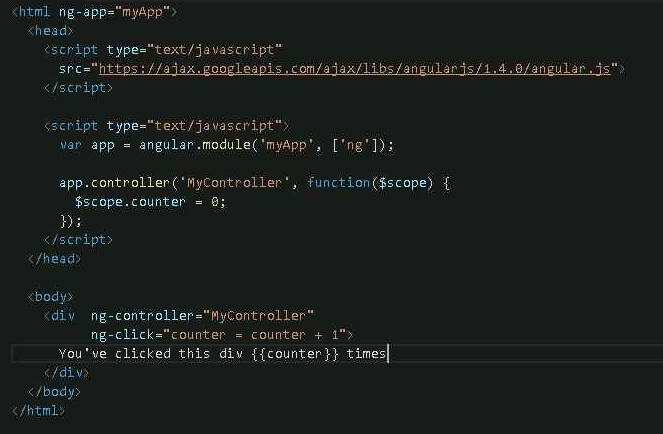 <html ng-app="myApp">
  <head>
    <script type="text/javascript"
      src="https://ajax.googleapis.com/ajax/libs/angularjs/1.4.0/angular.js">
    </script>

    <script type="text/javascript">
      var app = angular.module('myApp', ['ng']);

      app.controller('MyController', function($scope) {
        $scope.counter = 0;
      });
    </script>
  </head>

  <body>
    <div  ng-controller="MyController"
          ng-click="counter = counter + 1">
      You've clicked this div {{counter}} times
    </div>
  </body>
</html>